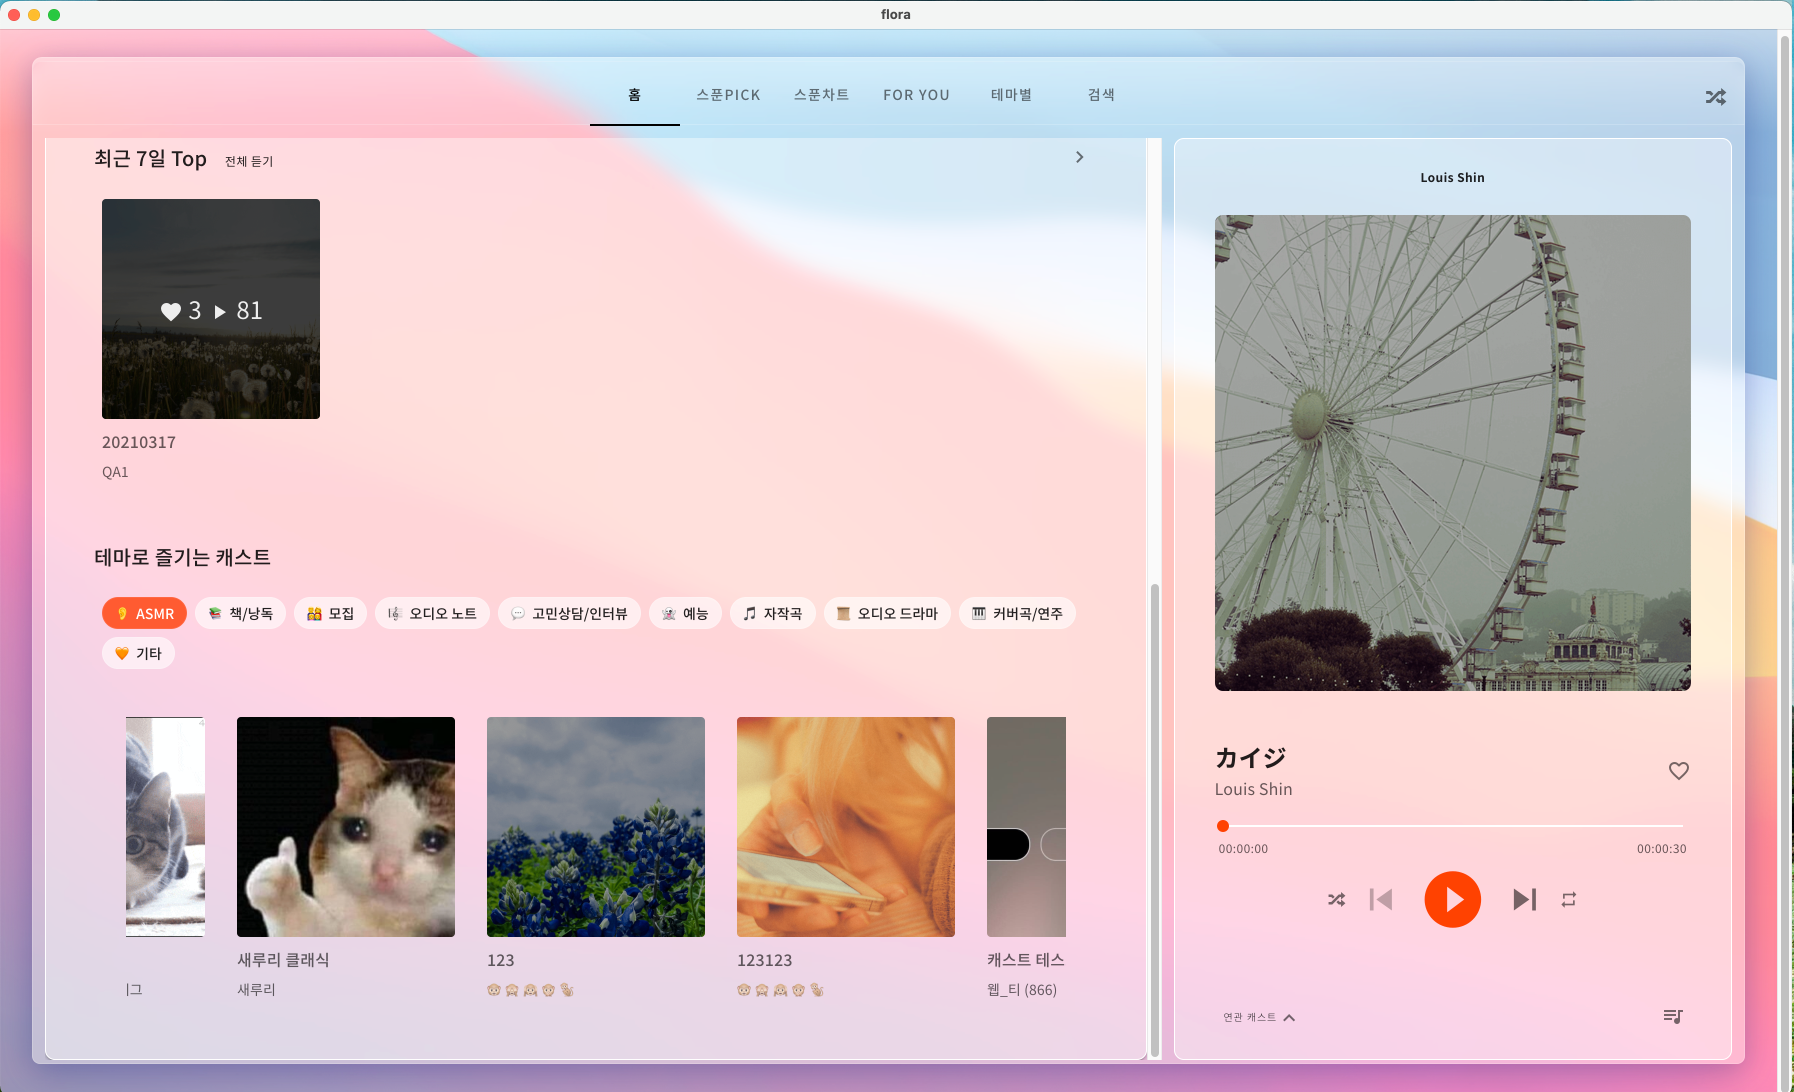 flora
홈 스푼PICK 스푼차트 FOR YOU 테마별 검색
최근 7일 Top 전체 듣기
3 81
20210317
QA1
테마로 즐기는 캐스트
ASMR 책/낭독 모집 오디오 노트 고민상담/인터뷰 예능 자작곡 오디오 드라마 커버곡/연주
기타
새루리 클래식 123 123123 캐스트 테스
그 새루리 웹_티 (866)
Louis Shin
カイジ
Louis Shin
00:00:00 00:00:30
연관 캐스트